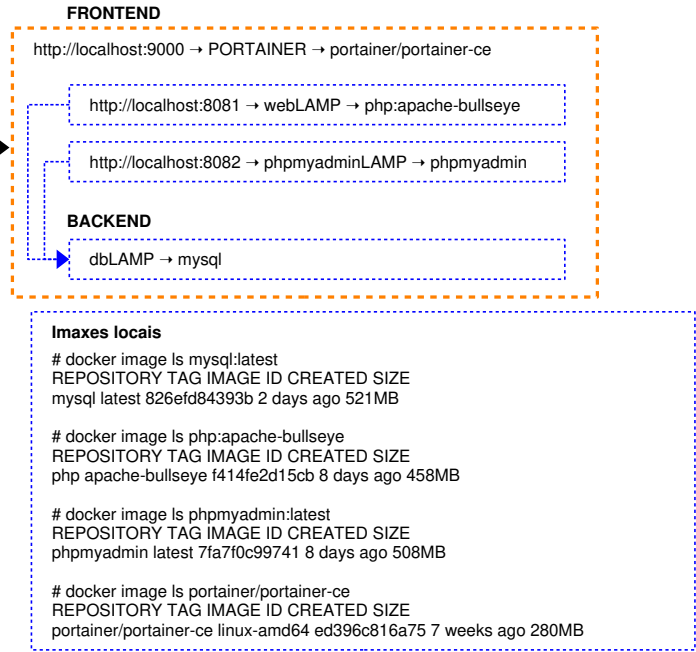 FRONTEND
http://localhost:9000 → PORTAINER → portainer/portainer-ce
http://localhost:8081 → webLAMP → php:apache-bullseye
http://localhost:8082 → phpmyadminLAMP → phpmyadmin
BACKEND
dbLAMP → mysql
Imaxes locais
# docker image ls mysql:latest
REPOSITORY TAG IMAGE ID CREATED SIZE
mysql latest 826efd84393b 2 days ago 521MB
# docker image ls php:apache-bullseye
REPOSITORY TAG IMAGE ID CREATED SIZE
php apache-bullseye f414fe2d15cb 8 days ago 458MB
# docker image ls phpmyadmin:latest
REPOSITORY TAG IMAGE ID CREATED SIZE
phpmyadmin latest 7fa7f0c99741 8 days ago 508MB
# docker image ls portainer/portainer-ce
REPOSITORY TAG IMAGE ID CREATED SIZE
portainer/portainer-ce linux-amd64 ed396c816a75 7 weeks ago 280MB